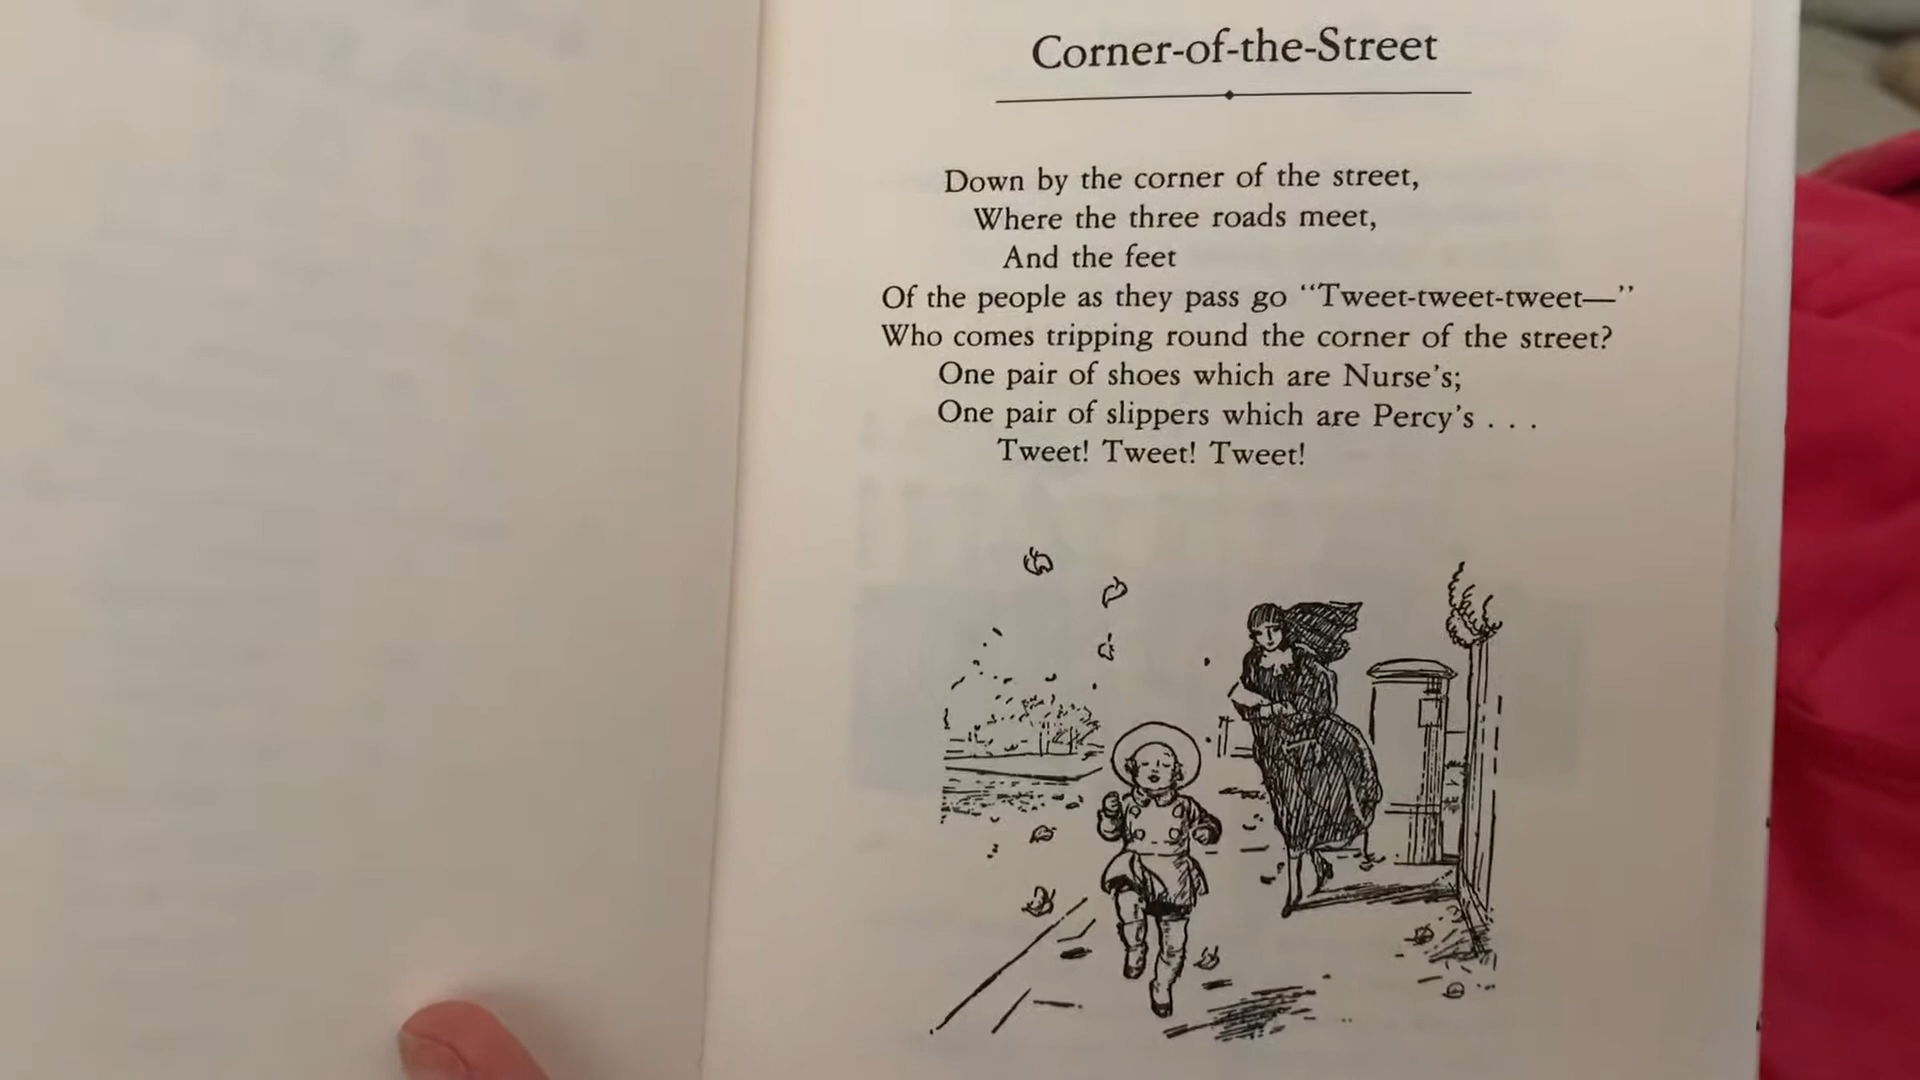 Corner-of-the-Street
Down by the corner of the street,
Where the three roads meet,
And the feet
Of the people as they pass go “Tweet-tweet-tweet—”
Who comes tripping round the corner of the street?
One pair of shoes which are Nurse’s;
One pair of slippers which are Percy’s . . .
Tweet! Tweet! Tweet!